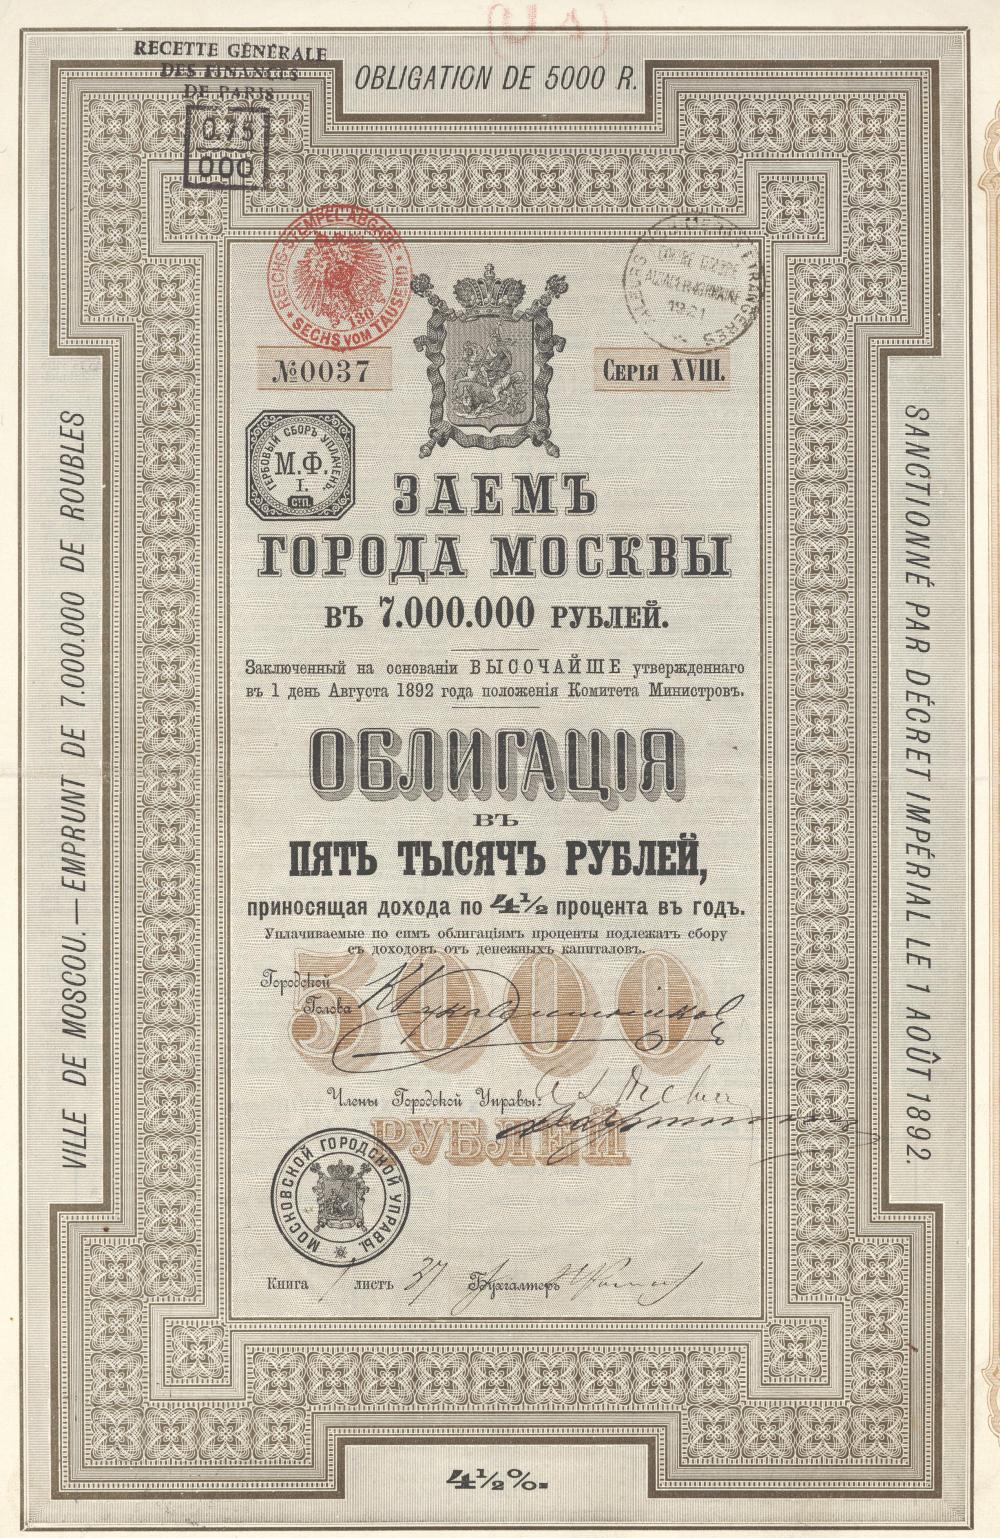 RECETTE GÉNÉRALE
DES FINANCES
DE PARIS
0,75
000
OBLIGATION DE 5000 R.
REICHS-STEMPEL-ABGABE
SECHS VOM TAUSEND
1921
№0037
Серія XVIII.
ГЕРБОВЫЙ СБОРЪ УПЛАЧЕНЪ.
М.Ф.
I.
СТП.
ЗАЕМЪ
ГОРОДА МОСКВЫ
ВЪ 7.000.000 РУБЛЕЙ.
Заключенный на основаніи ВЫСОЧАЙШЕ утвержденнаго
въ 1 день Августа 1892 года положенія Комитета Министровъ.
ОБЛИГАЦІЯ
ВЪ
ПЯТЬ ТЫСЯЧЪ РУБЛЕЙ,
приносящая дохода по 4½ процента въ годъ.
Уплачиваемые по симъ облигаціямъ проценты подлежатъ сбору
съ доходовъ отъ денежныхъ капиталовъ.
5000
Городской
Голова
Члены Городской Управы:
РУБЛЕЙ
МОСКОВСКОЙ ГОРОДСКОЙ УПРАВЫ.
Книга 1 листъ 37 Бухгалтеръ
VILLE DE MOSCOU. — EMPRUNT DE 7.000.000 DE ROUBLES
SANCTIONNÉ PAR DÉCRET IMPÉRIAL LE 1 AOÛT 1892.
4½%.